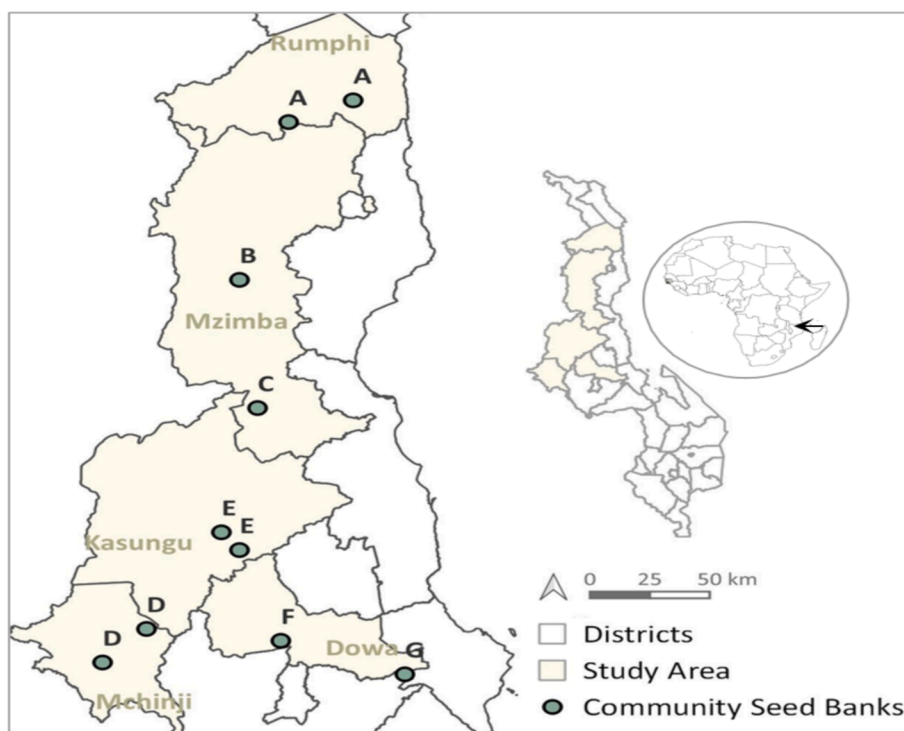 Rumphi
A
A
B
Mzimba
C
E
E
Kasungu
D
D
F
Dowa
G
Mchinji
0 25 50 km
Districts
Study Area
Community Seed Banks